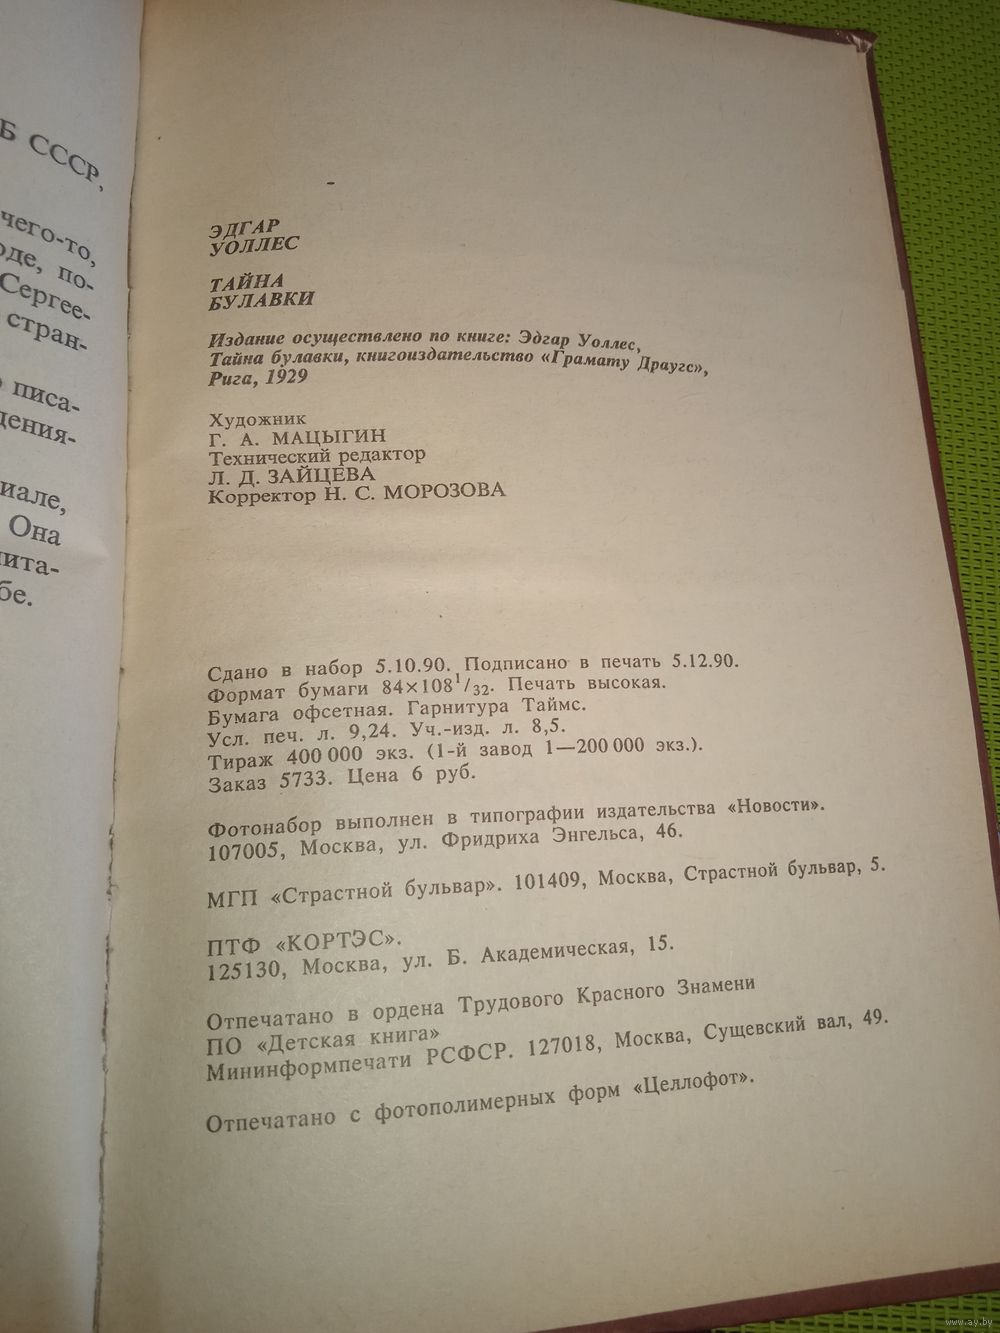 Б СССР,
чего-то,
оде, по-
Сергее-
стран-
писа-
дения-
иале,
Она
ита-
бе.
ЭДГАР
УОЛЛЕС
ТАЙНА
БУЛАВКИ
Издание осуществлено по книге: Эдгар Уоллес,
Тайна булавки, книгоиздательство «Грамату Драугс»,
Рига, 1929
Художник
Г. А. МАЦЫГИН
Технический редактор
Л. Д. ЗАЙЦЕВА
Корректор Н. С. МОРОЗОВА
Сдано в набор 5.10.90. Подписано в печать 5.12.90.
Формат бумаги 84×108¹/₃₂. Печать высокая.
Бумага офсетная. Гарнитура Таймс.
Усл. печ. л. 9,24. Уч.-изд. л. 8,5.
Тираж 400 000 экз. (1-й завод 1—200 000 экз.).
Заказ 5733. Цена 6 руб.
Фотонабор выполнен в типографии издательства «Новости».
107005, Москва, ул. Фридриха Энгельса, 46.
МГП «Страстной бульвар». 101409, Москва, Страстной бульвар, 5.
ПТФ «КОРТЭС».
125130, Москва, ул. Б. Академическая, 15.
Отпечатано в ордена Трудового Красного Знамени
ПО «Детская книга»
Мининформпечати РСФСР. 127018, Москва, Сущевский вал, 49.
Отпечатано с фотополимерных форм «Целлофот».
www.ay.by